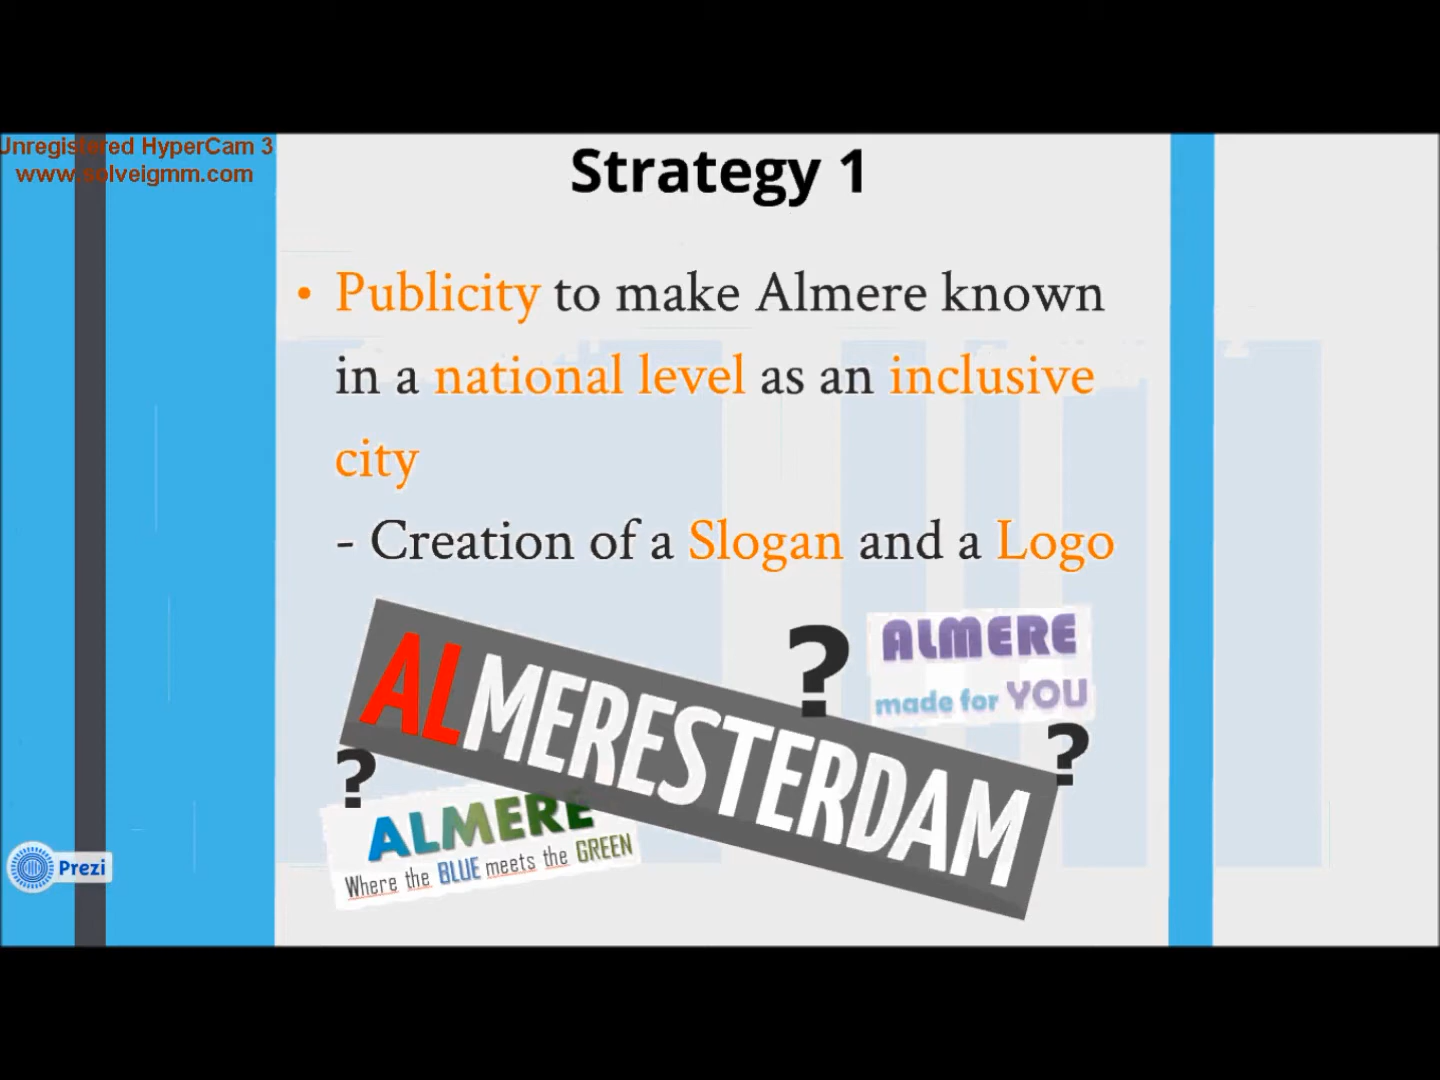 Unregistered HyperCam 3
www.solveigmm.com
Strategy 1
• Publicity to make Almere known
in a national level as an inclusive
city
- Creation of a Slogan and a Logo
?
ALMERE
made for YOU
ALMERESTERDAM
?
?
ALMERE
Where the BLUE meets the GREEN
Prezi